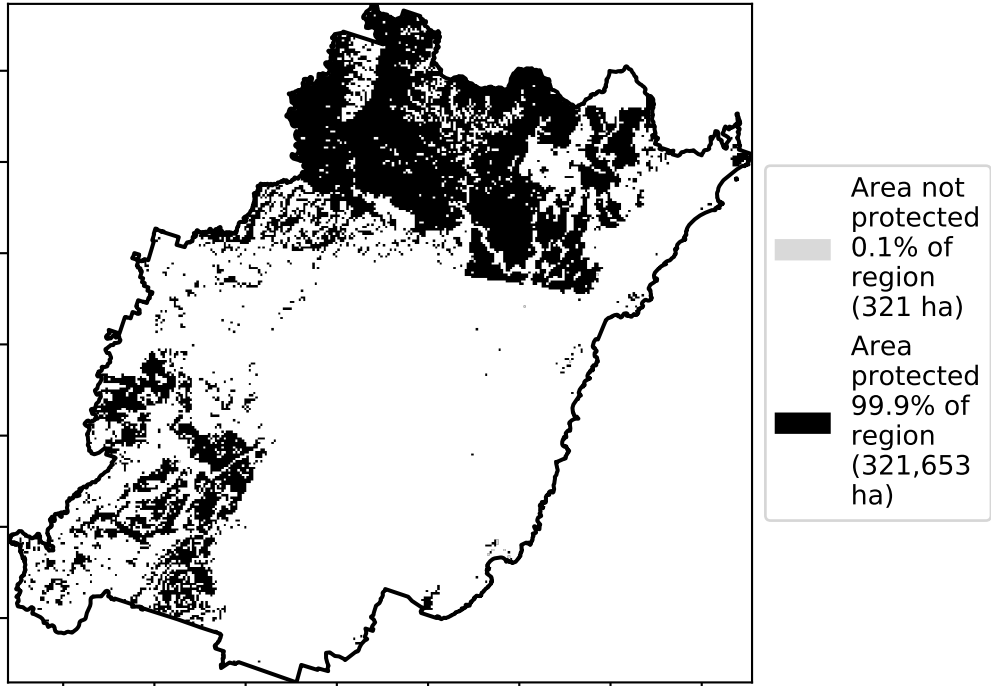 Area not
protected
0.1% of
region
(321 ha)
Area
protected
99.9% of
region
(321,653
ha)